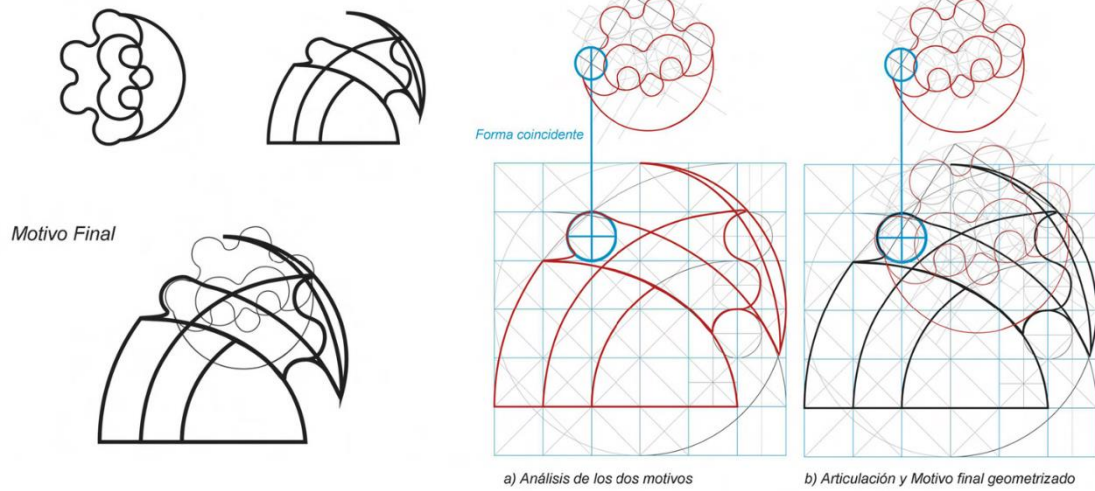 Forma coincidente
Motivo Final
a) Análisis de los dos motivos
b) Articulación y Motivo final geometrizado